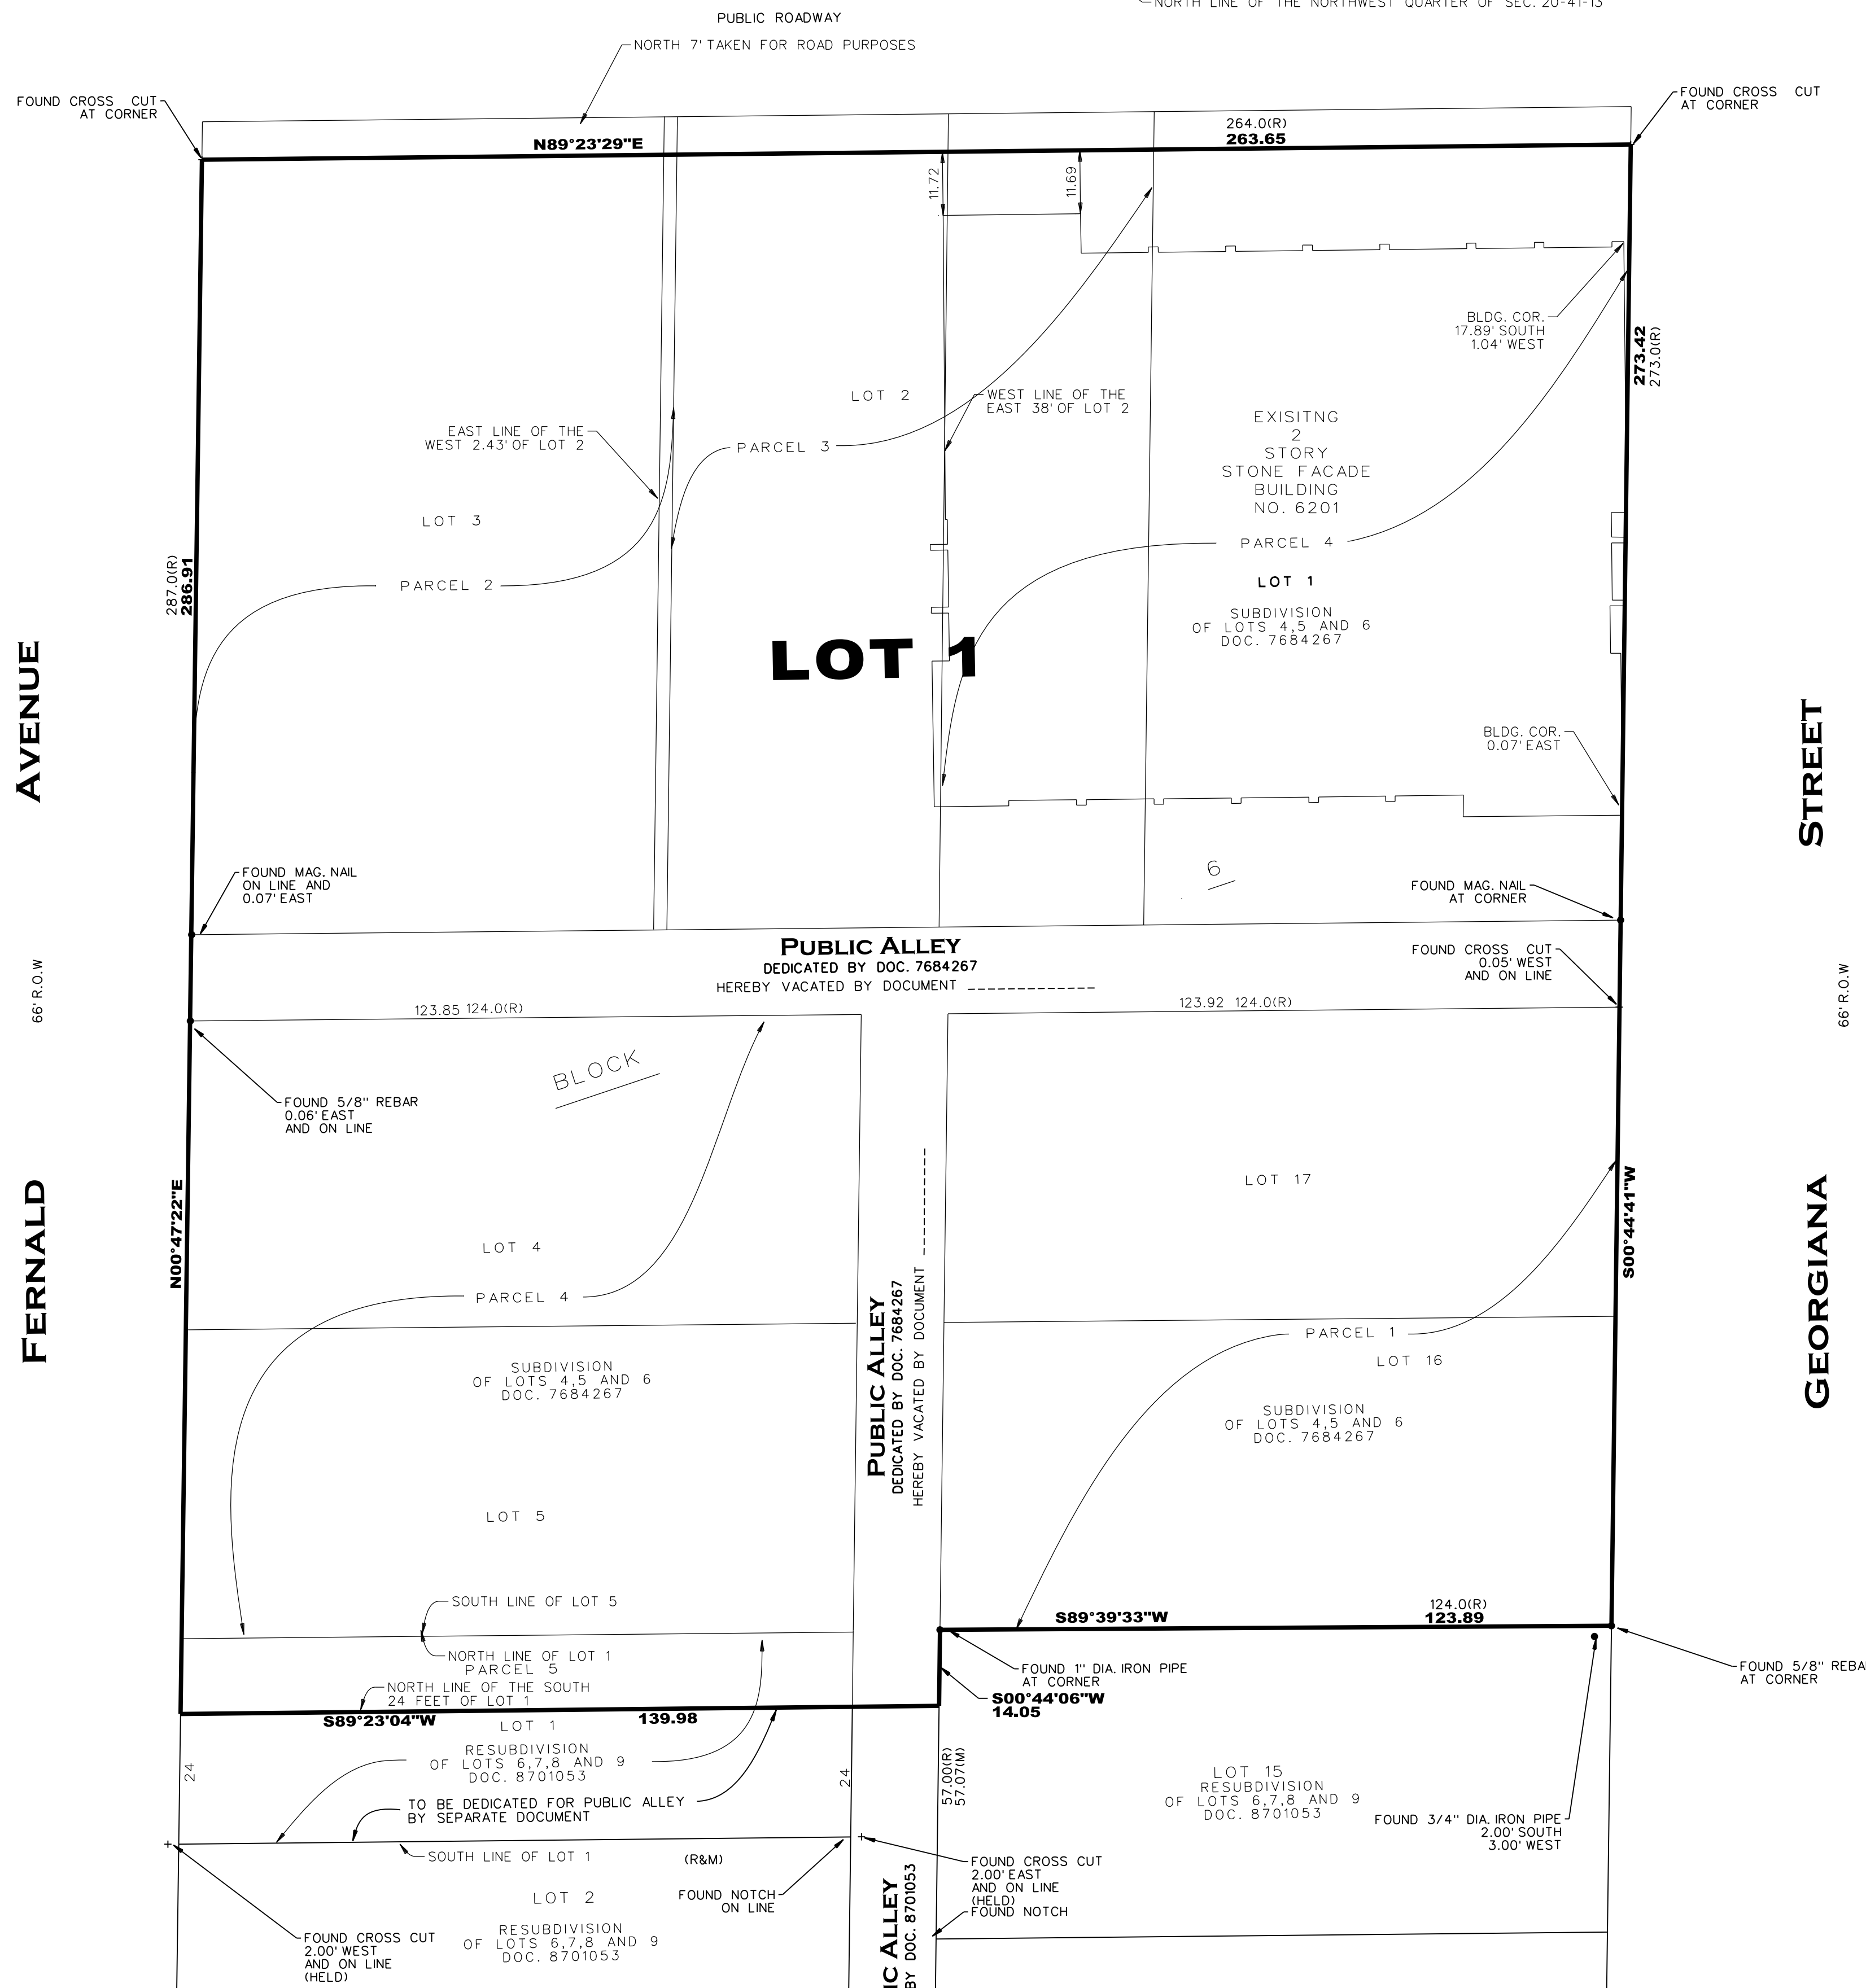 NORTH LINE OF THE NORTHWEST QUARTER OF SEC. 20-41-13
PUBLIC ROADWAY
NORTH 7' TAKEN FOR ROAD PURPOSES
FOUND CROSS CUT
AT CORNER
FOUND CROSS CUT
AT CORNER
N89°23'29"E
264.0(R)
263.65
11.72
11.69
BLDG. COR.
17.89' SOUTH
1.04' WEST
273.42
273.0(R)
LOT 2
WEST LINE OF THE
EAST 38' OF LOT 2
EAST LINE OF THE
WEST 2.43' OF LOT 2
PARCEL 3
EXISITNG
2
STORY
STONE FACADE
BUILDING
NO. 6201
LOT 3
PARCEL 4
PARCEL 2
287.0(R)
286.91
LOT 1
SUBDIVISION
OF LOTS 4,5 AND 6
DOC. 7684267
LOT 1
AVENUE
STREET
BLDG. COR.
0.07' EAST
FOUND MAG. NAIL
ON LINE AND
0.07' EAST
6
FOUND MAG. NAIL
AT CORNER
PUBLIC ALLEY
DEDICATED BY DOC. 7684267
HEREBY VACATED BY DOCUMENT _____________
FOUND CROSS CUT
0.05' WEST
AND ON LINE
66' R.O.W
66' R.O.W
123.85 124.0(R)
123.92 124.0(R)
BLOCK
FOUND 5/8" REBAR
0.06' EAST
AND ON LINE
LOT 17
N00°47'22"E
S00°44'41"W
FERNALD
GEORGIANA
LOT 4
PARCEL 4
PUBLIC ALLEY
DEDICATED BY DOC. 7684267
HEREBY VACATED BY DOCUMENT ___________
PARCEL 1
LOT 16
SUBDIVISION
OF LOTS 4,5 AND 6
DOC. 7684267
SUBDIVISION
OF LOTS 4,5 AND 6
DOC. 7684267
LOT 5
SOUTH LINE OF LOT 5
S89°39'33"W
124.0(R)
123.89
NORTH LINE OF LOT 1
PARCEL 5
NORTH LINE OF THE SOUTH
24 FEET OF LOT 1
FOUND 1" DIA. IRON PIPE
AT CORNER
FOUND 5/8" REBA
AT CORNER
S00°44'06"W
14.05
S89°23'04"W
139.98
LOT 1
RESUBDIVISION
OF LOTS 6,7,8 AND 9
DOC. 8701053
24
24
57.00(R)
57.07(M)
LOT 15
RESUBDIVISION
OF LOTS 6,7,8 AND 9
DOC. 8701053
TO BE DEDICATED FOR PUBLIC ALLEY
BY SEPARATE DOCUMENT
FOUND 3/4" DIA. IRON PIPE
2.00' SOUTH
3.00' WEST
SOUTH LINE OF LOT 1
(R&M)
FOUND CROSS CUT
2.00' EAST
AND ON LINE
(HELD)
FOUND NOTCH
LOT 2
FOUND NOTCH
ON LINE
RESUBDIVISION
OF LOTS 6,7,8 AND 9
DOC. 8701053
FOUND CROSS CUT
2.00' WEST
AND ON LINE
(HELD)
IC ALLEY
BY DOC. 8701053